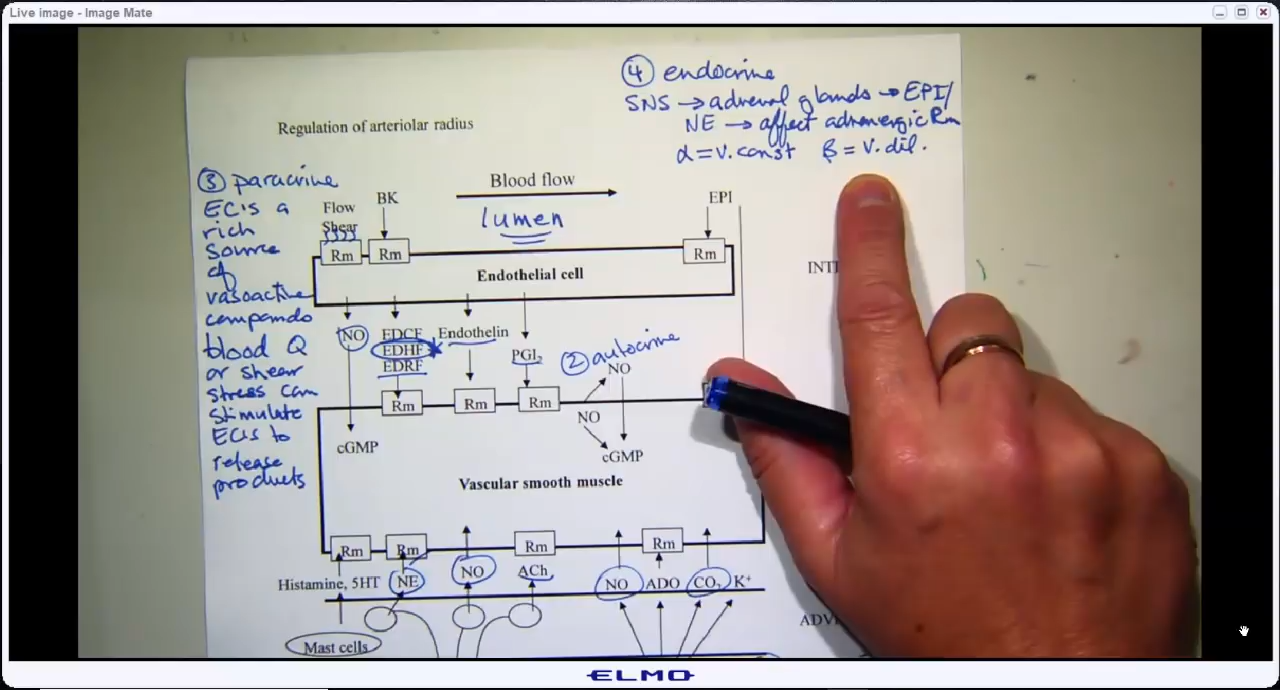 Live image - Image Mate
④ endocrine
SNS → adrenal glands → EPI/
NE → affect adrenergic Rm
α = v. const β = v. dil.
Regulation of arteriolar radius
③ paracrine
EC's a
rich
source
of
vasoactive
compounds
blood Q
or shear
stress can
stimulate
EC's to
release
products
Blood flow
lumen
Flow
Shear
BK
EPI
Rm
Rm
Rm
Endothelial cell
INTI
NO
EDCF
EDHF
EDRF
Endothelin
PGI₂
② autocrine
NO
Rm
Rm
Rm
NO
cGMP
cGMP
Vascular smooth muscle
Rm
Rm
Rm
Rm
Histamine, 5HT
NE
NO
ACh
NO
ADO
CO₂
K⁺
Mast cells
ADV
ELMO